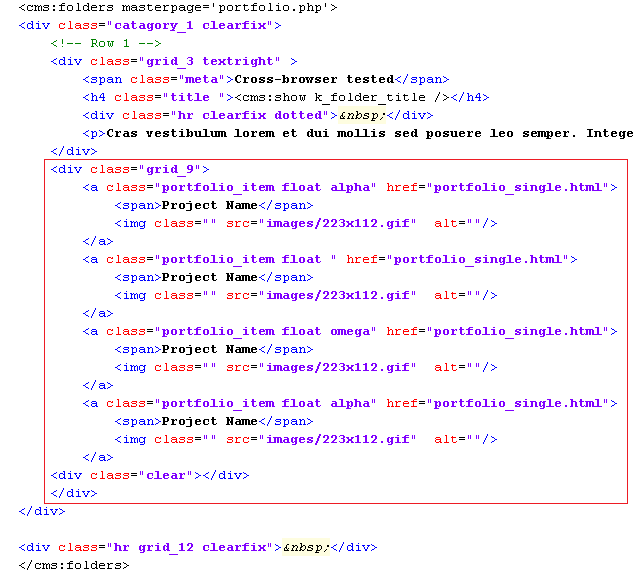 <cms:folders masterpage='portfolio.php'>
<div class="catagory_1 clearfix">
<!-- Row 1 -->
<div class="grid_3 textright" >
<span class="meta">Cross-browser tested</span>
<h4 class="title "><cms:show k_folder_title /></h4>
<div class="hr clearfix dotted">&nbsp;</div>
<p>Cras vestibulum lorem et dui mollis sed posuere leo semper. Intege
</div>
<div class="grid_9">
<a class="portfolio_item float alpha" href="portfolio_single.html">
<span>Project Name</span>
<img class="" src="images/223x112.gif"  alt=""/>
</a>
<a class="portfolio_item float " href="portfolio_single.html">
<span>Project Name</span>
<img class="" src="images/223x112.gif"  alt=""/>
</a>
<a class="portfolio_item float omega" href="portfolio_single.html">
<span>Project Name</span>
<img class="" src="images/223x112.gif"  alt=""/>
</a>
<a class="portfolio_item float alpha" href="portfolio_single.html">
<span>Project Name</span>
<img class="" src="images/223x112.gif"  alt=""/>
</a>
<div class="clear"></div>
</div>
</div>
<div class="hr grid_12 clearfix">&nbsp;</div>
</cms:folders>